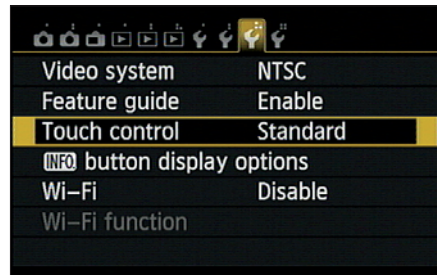 Video system NTSC
Feature guide Enable
Touch control Standard
INFO. button display options
Wi-Fi Disable
Wi-Fi function